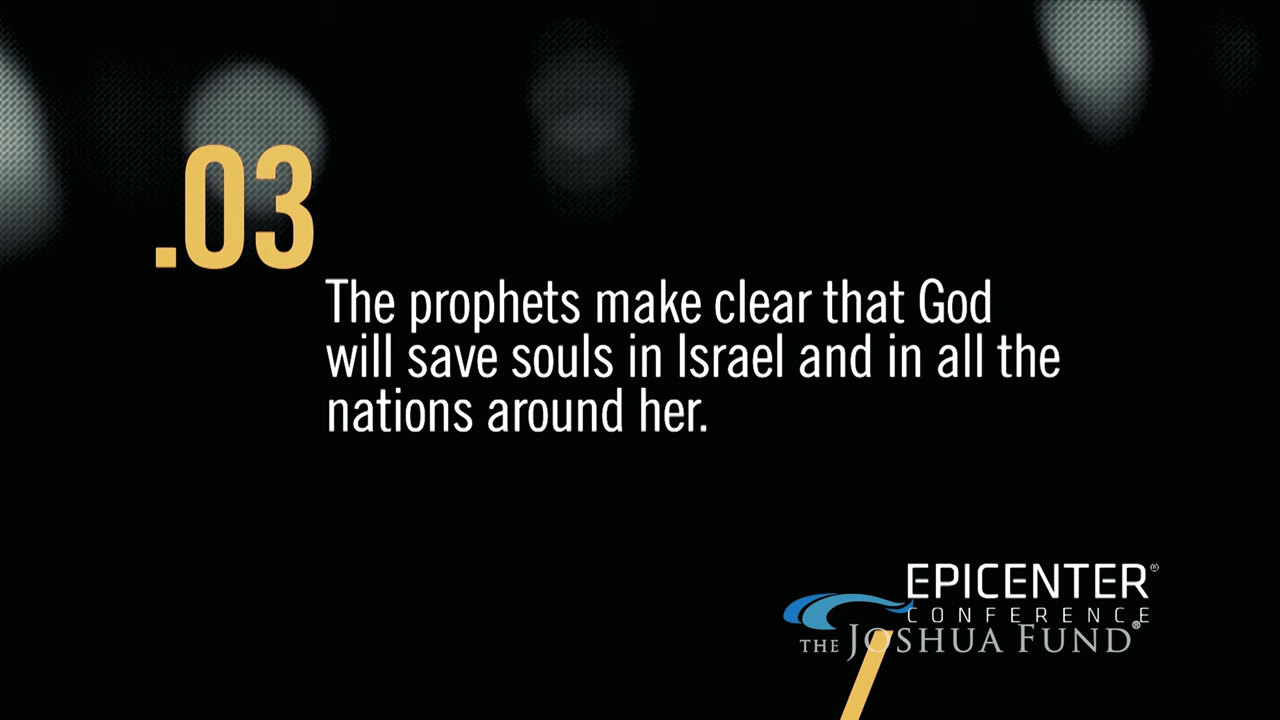 .03
The prophets make clear that God
will save souls in Israel and in all the
nations around her.
EPICENTER®
CONFERENCE
THE JOSHUA FUND®